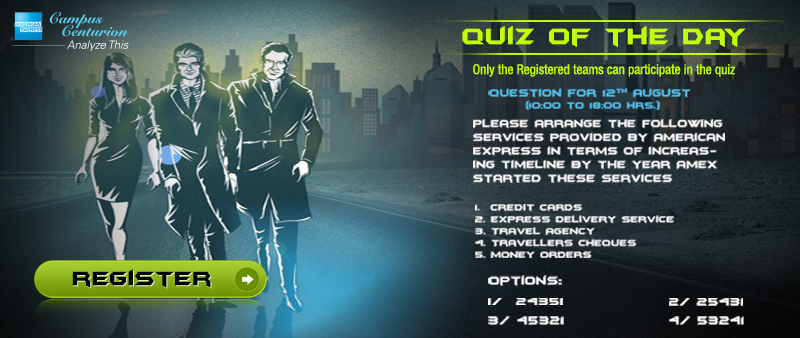 AMERICAN EXPRESS
Campus
Centurion
Analyze This
QUIZ OF THE DAY
Only the Registered teams can participate in the quiz
QUESTION FOR 12TH AUGUST
(10:00 TO 18:00 HRS.)
PLEASE ARRANGE THE FOLLOWING
SERVICES PROVIDED BY AMERICAN
EXPRESS IN TERMS OF INCREAS-
ING TIMELINE BY THE YEAR AMEX
STARTED THESE SERVICES
1. CREDIT CARDS
2. EXPRESS DELIVERY SERVICE
3. TRAVEL AGENCY
4. TRAVELLERS CHEQUES
5. MONEY ORDERS
OPTIONS:
1/ 24351 2/ 25431
3/ 45321 4/ 53241
REGISTER